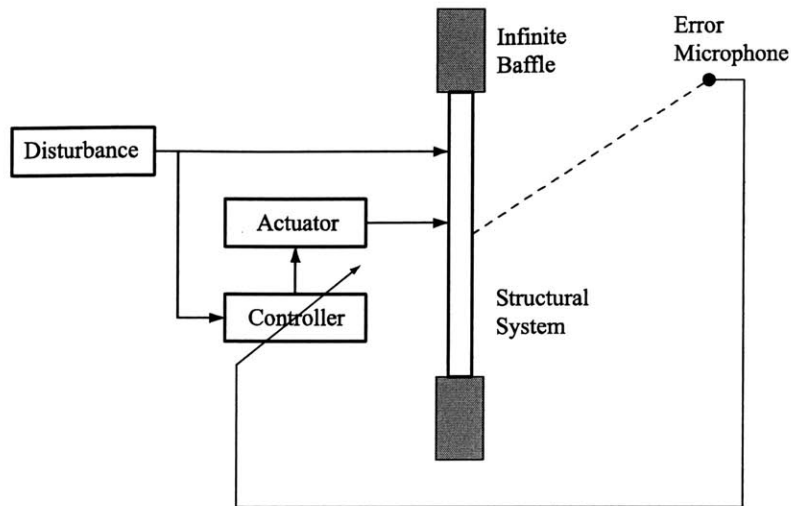 Infinite
Baffle
Error
Microphone
Disturbance
Actuator
Controller
Structural
System